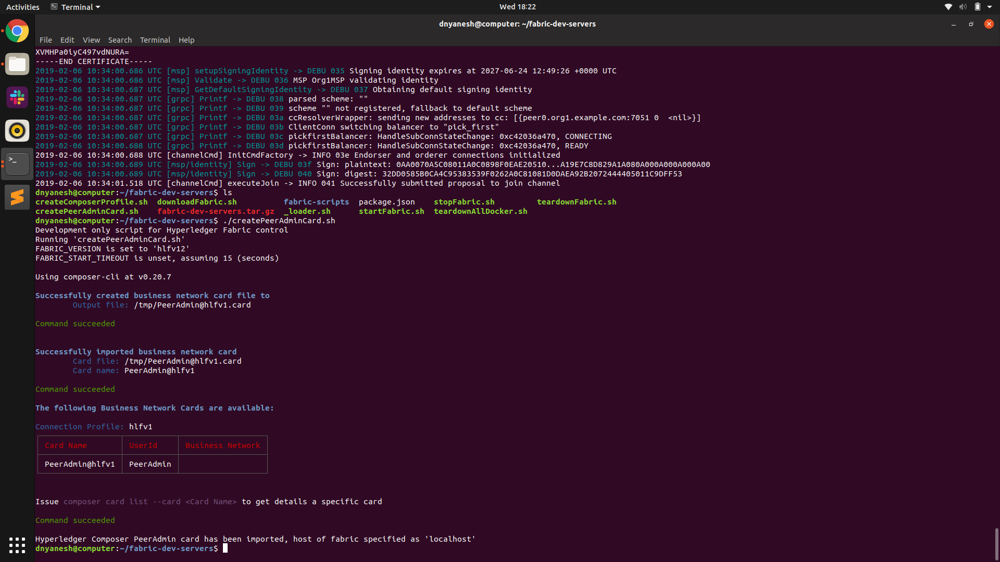 Activities Terminal Wed 18:22
dnyanesh@computer: ~/fabric-dev-servers
File Edit View Search Terminal Help
XVMHPa0iyC497vdNURA=
-----END CERTIFICATE-----
2019-02-06 10:34:00.686 UTC [msp] setupSigningIdentity -> DEBU 035 Signing identity expires at 2027-06-24 12:49:26 +0000 UTC
2019-02-06 10:34:00.686 UTC [msp] Validate -> DEBU 036 MSP Org1MSP validating identity
2019-02-06 10:34:00.687 UTC [msp] GetDefaultSigningIdentity -> DEBU 037 Obtaining default signing identity
2019-02-06 10:34:00.687 UTC [grpc] Printf -> DEBU 038 parsed scheme: ""
2019-02-06 10:34:00.687 UTC [grpc] Printf -> DEBU 039 scheme "" not registered, fallback to default scheme
2019-02-06 10:34:00.687 UTC [grpc] Printf -> DEBU 03a ccResolverWrapper: sending new addresses to cc: [{peer0.org1.example.com:7051 0  <nil>}]
2019-02-06 10:34:00.687 UTC [grpc] Printf -> DEBU 03b ClientConn switching balancer to "pick_first"
2019-02-06 10:34:00.687 UTC [grpc] Printf -> DEBU 03c pickfirstBalancer: HandleSubConnStateChange: 0xc42036a470, CONNECTING
2019-02-06 10:34:00.688 UTC [grpc] Printf -> DEBU 03d pickfirstBalancer: HandleSubConnStateChange: 0xc42036a470, READY
2019-02-06 10:34:00.688 UTC [channelCmd] InitCmdFactory -> INFO 03e Endorser and orderer connections initialized
2019-02-06 10:34:00.689 UTC [msp/identity] Sign -> DEBU 03f Sign: plaintext: 0AA0070A5C08011A0C0898F0EAE20510...A19E7C8D829A1A080A000A000A000A00
2019-02-06 10:34:00.689 UTC [msp/identity] Sign -> DEBU 040 Sign: digest: 32DD0585B0CA4C95383539F0262A0C81081D0DAEA92B2072444405011C9DFF53
2019-02-06 10:34:01.518 UTC [channelCmd] executeJoin -> INFO 041 Successfully submitted proposal to join channel
dnyanesh@computer:~/fabric-dev-servers$ ls
createComposerProfile.sh downloadFabric.sh fabric-scripts package.json stopFabric.sh teardownFabric.sh
createPeerAdminCard.sh fabric-dev-servers.tar.gz _loader.sh startFabric.sh teardownAllDocker.sh
dnyanesh@computer:~/fabric-dev-servers$ ./createPeerAdminCard.sh
Development only script for Hyperledger Fabric control
Running 'createPeerAdminCard.sh'
FABRIC_VERSION is set to 'hlfv12'
FABRIC_START_TIMEOUT is unset, assuming 15 (seconds)
Using composer-cli at v0.20.7
Successfully created business network card file to
Output file: /tmp/PeerAdmin@hlfv1.card
Command succeeded
Successfully imported business network card
Card file: /tmp/PeerAdmin@hlfv1.card
Card name: PeerAdmin@hlfv1
Command succeeded
The following Business Network Cards are available:
Connection Profile: hlfv1
Card Name UserId Business Network
PeerAdmin@hlfv1 PeerAdmin
Issue composer card list --card <Card Name> to get details a specific card
Command succeeded
Hyperledger Composer PeerAdmin card has been imported, host of fabric specified as 'localhost'
dnyanesh@computer:~/fabric-dev-servers$